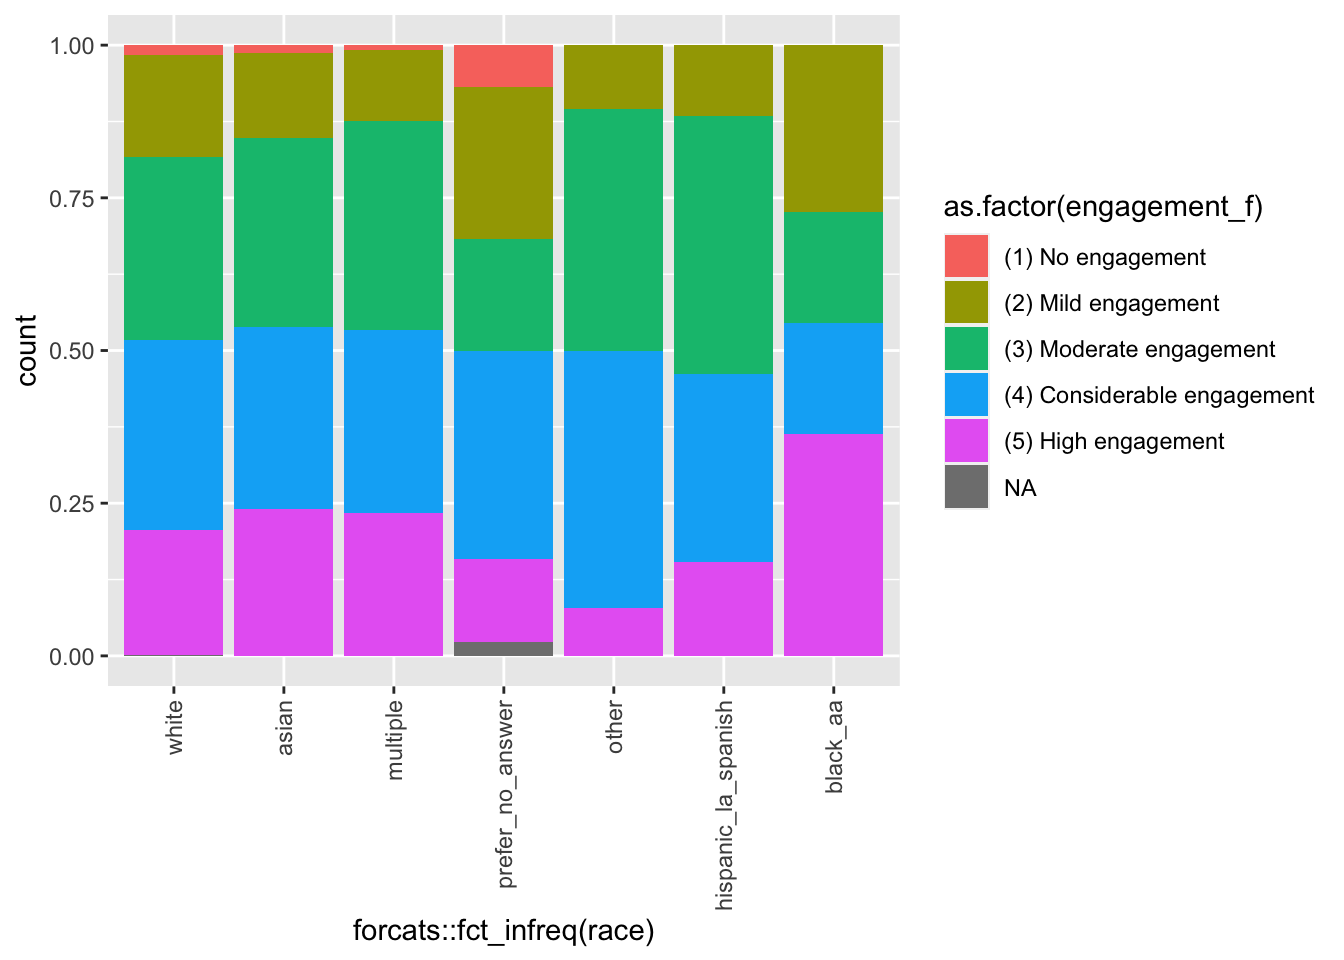 1.00
0.75
0.50
0.25
0.00
count
white
asian
multiple
prefer_no_answer
other
hispanic_la_spanish
black_aa
forcats::fct_infreq(race)
as.factor(engagement_f)
(1) No engagement
(2) Mild engagement
(3) Moderate engagement
(4) Considerable engagement
(5) High engagement
NA